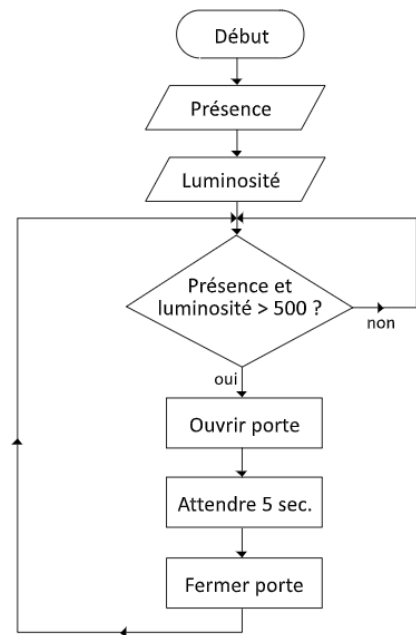 Début
Présence
Luminosité
Présence et
luminosité > 500 ?
non
oui
Ouvrir porte
Attendre 5 sec.
Fermer porte